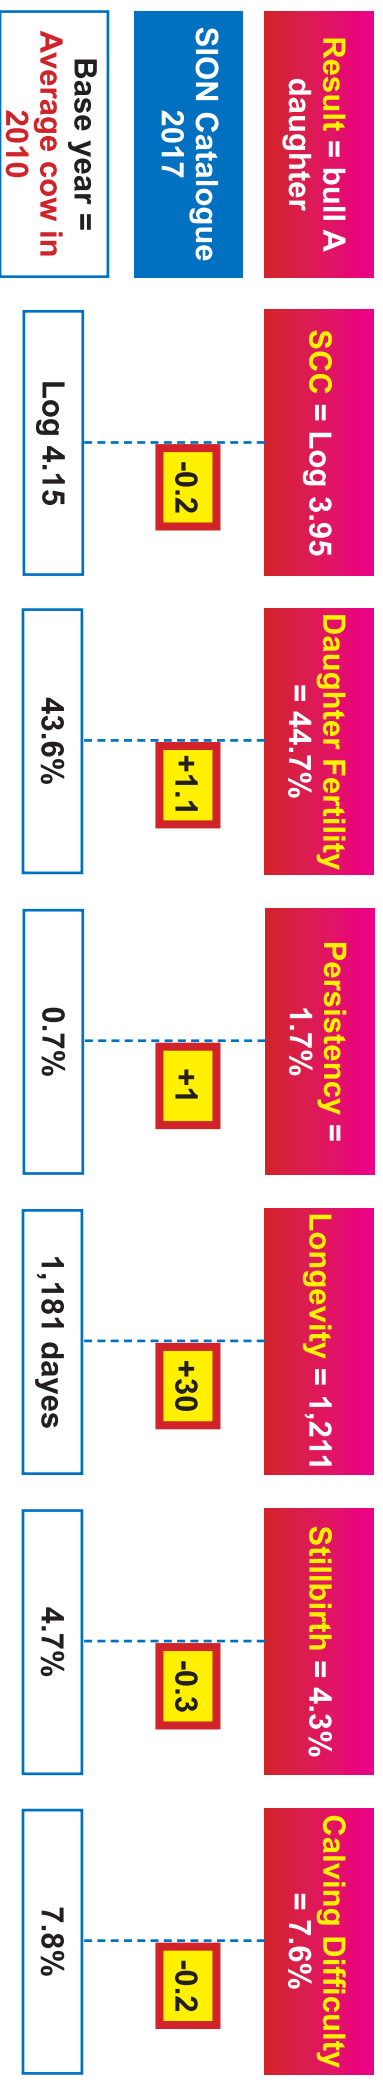 Result = bull A
daughter
SCC = Log 3.95
Daughter Fertility
= 44.7%
Persistency =
1.7%
Longevity = 1,211
Stillbirth = 4.3%
Calving Difficulty
= 7.6%
SION Catalogue
2017
-0.2
+1.1
+1
+30
-0.3
-0.2
Base year =
Average cow in
2010
Log 4.15
43.6%
0.7%
1,181 dayes
4.7%
7.8%